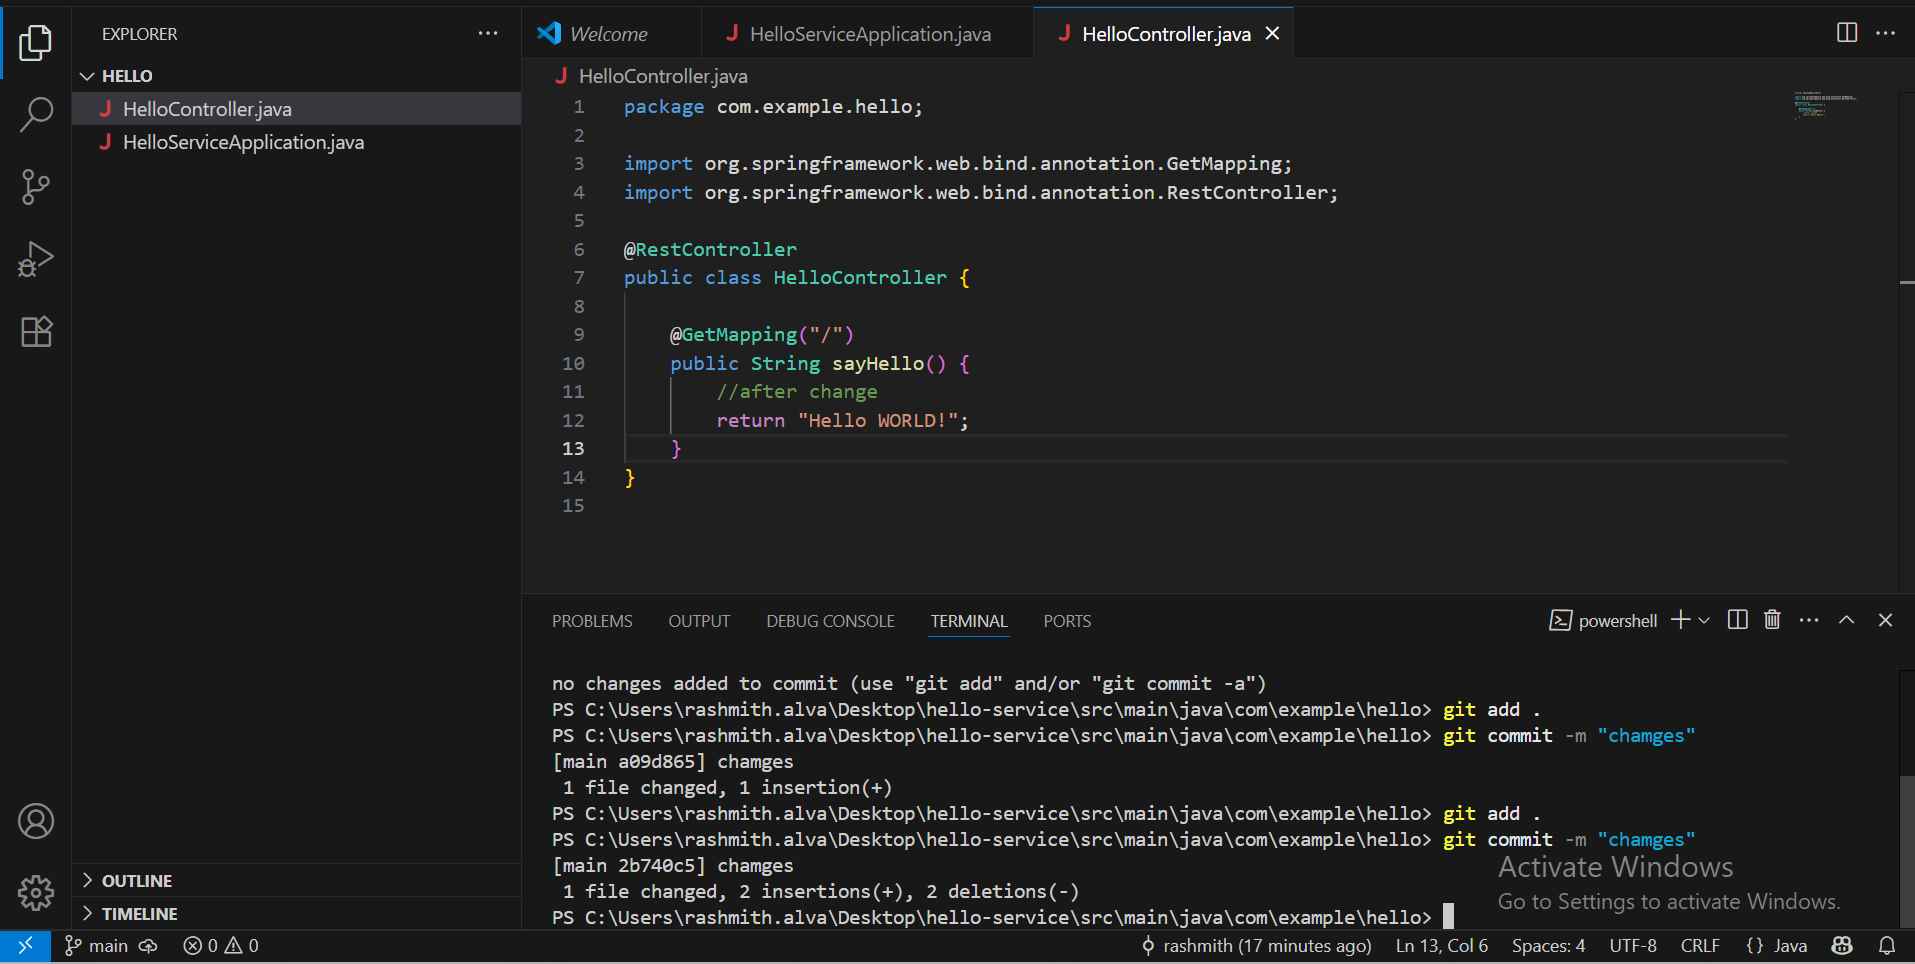 EXPLORER
HELLO
HelloController.java
HelloServiceApplication.java
OUTLINE
TIMELINE
Welcome
HelloServiceApplication.java
HelloController.java
HelloController.java
1 package com.example.hello;
2
3 import org.springframework.web.bind.annotation.GetMapping;
4 import org.springframework.web.bind.annotation.RestController;
5
6 @RestController
7 public class HelloController {
8
9 @GetMapping("/")
10 public String sayHello() {
11 //after change
12 return "Hello WORLD!";
13 }
14 }
15
PROBLEMS OUTPUT DEBUG CONSOLE TERMINAL PORTS
powershell
no changes added to commit (use "git add" and/or "git commit -a")
PS C:\Users\rashmith.alva\Desktop\hello-service\src\main\java\com\example\hello> git add .
PS C:\Users\rashmith.alva\Desktop\hello-service\src\main\java\com\example\hello> git commit -m "chamges"
[main a09d865] chamges
1 file changed, 1 insertion(+)
PS C:\Users\rashmith.alva\Desktop\hello-service\src\main\java\com\example\hello> git add .
PS C:\Users\rashmith.alva\Desktop\hello-service\src\main\java\com\example\hello> git commit -m "chamges"
[main 2b740c5] chamges
1 file changed, 2 insertions(+), 2 deletions(-)
PS C:\Users\rashmith.alva\Desktop\hello-service\src\main\java\com\example\hello>
Activate Windows
Go to Settings to activate Windows.
main 0 0 rashmith (17 minutes ago) Ln 13, Col 6 Spaces: 4 UTF-8 CRLF {} Java